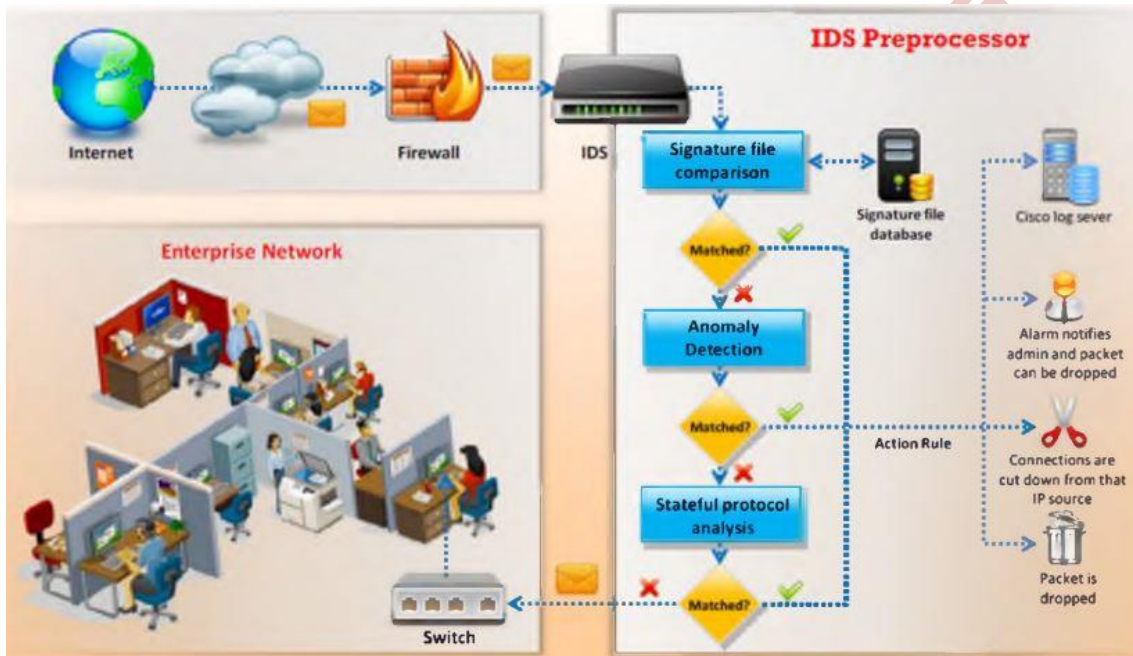 IDS Preprocessor
Internet
Firewall
IDS
Signature file
comparison
Signature file
database
Cisco log sever
Matched?
Enterprise Network
Anomaly
Detection
Alarm notifies
admin and packet
can be dropped
Matched?
Action Rule
Connections are
cut down from that
IP source
Stateful protocol
analysis
Packet is
dropped
Matched?
Switch